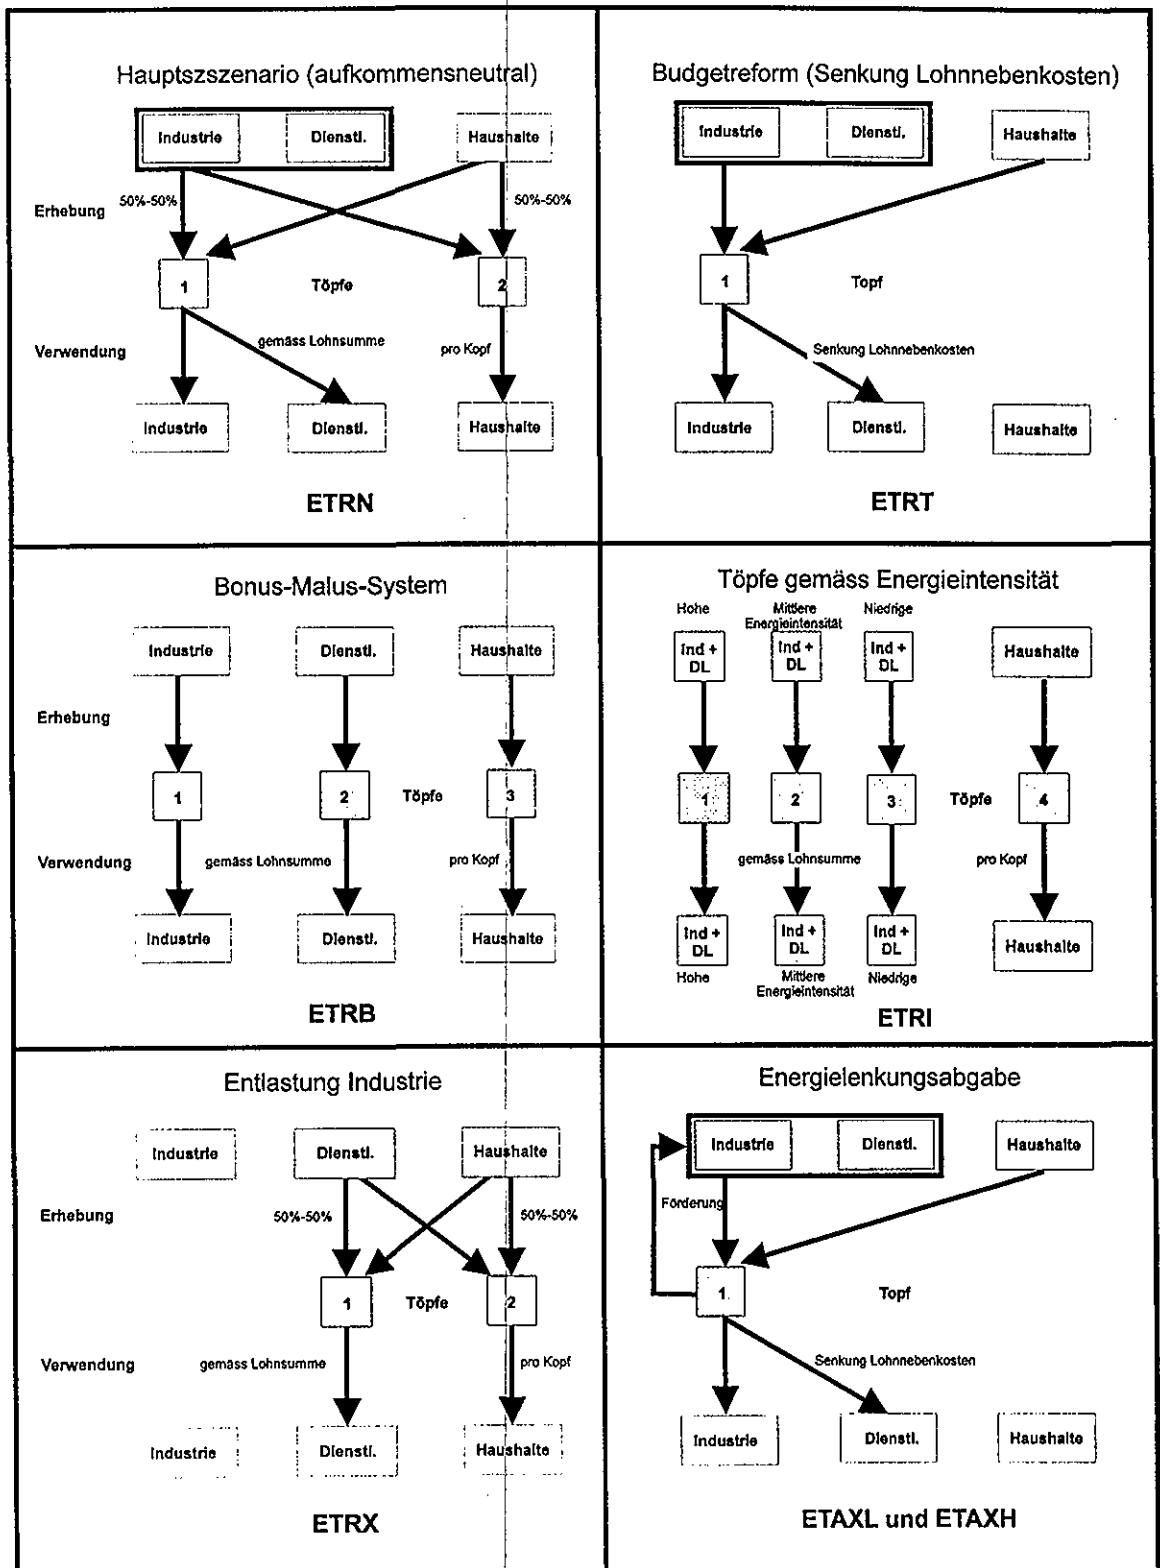 Hauptszszenario (aufkommensneutral)
Industrie
Dienstl.
Haushalte
Erhebung
50%-50%
50%-50%
1
Töpfe
2
Verwendung
gemäss Lohnsumme
pro Kopf
Industrie
Dienstl.
Haushalte
ETRN
Budgetreform (Senkung Lohnnebenkosten)
Industrie
Dienstl.
Haushalte
1
Topf
Senkung Lohnnebenkosten
Industrie
Dienstl.
Haushalte
ETRT
Bonus-Malus-System
Industrie
Dienstl.
Haushalte
Erhebung
1
2
Töpfe
3
Verwendung
gemäss Lohnsumme
pro Kopf
Industrie
Dienstl.
Haushalte
ETRB
Töpfe gemäss Energieintensität
Hohe
Mittlere
Energieintensität
Niedrige
Ind +
DL
Ind +
DL
Ind +
DL
Haushalte
1
2
3
Töpfe
4
gemäss Lohnsumme
pro Kopf
Ind +
DL
Ind +
DL
Ind +
DL
Haushalte
Hohe
Mittlere
Energieintensität
Niedrige
ETRI
Entlastung Industrie
Industrie
Dienstl.
Haushalte
Erhebung
50%-50%
50%-50%
1
Töpfe
2
Verwendung
gemäss Lohnsumme
pro Kopf
Industrie
Dienstl.
Haushalte
ETRX
Energielenkungsabgabe
Industrie
Dienstl.
Haushalte
Förderung
1
Topf
Senkung Lohnnebenkosten
Industrie
Dienstl.
Haushalte
ETAXL und ETAXH